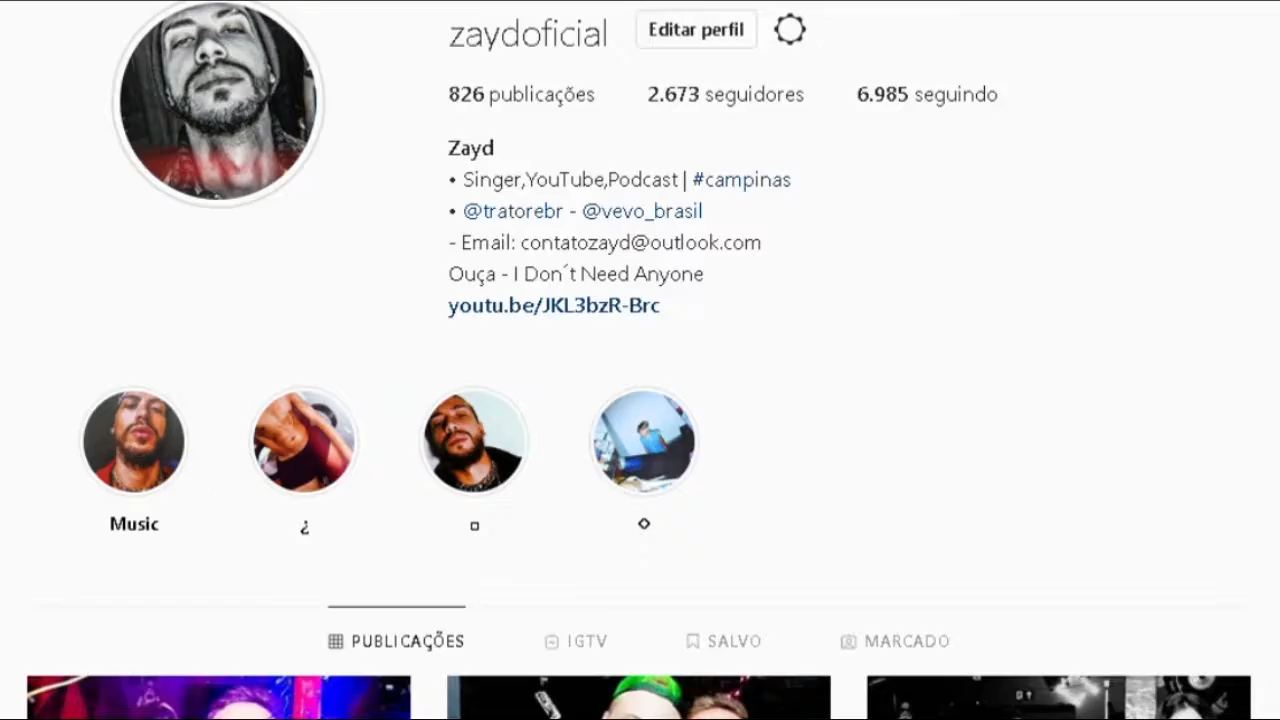 zaydoficial Editar perfil
826 publicações 2.673 seguidores 6.985 seguindo
Zayd
• Singer,YouTube,Podcast | #campinas
• @tratorebr - @vevo_brasil
- Email: contatozayd@outlook.com
Ouça - I Don´t Need Anyone
youtu.be/JKL3bzR-Brc
Music ¿ ▫ ⋄
PUBLICAÇÕES IGTV SALVO MARCADO